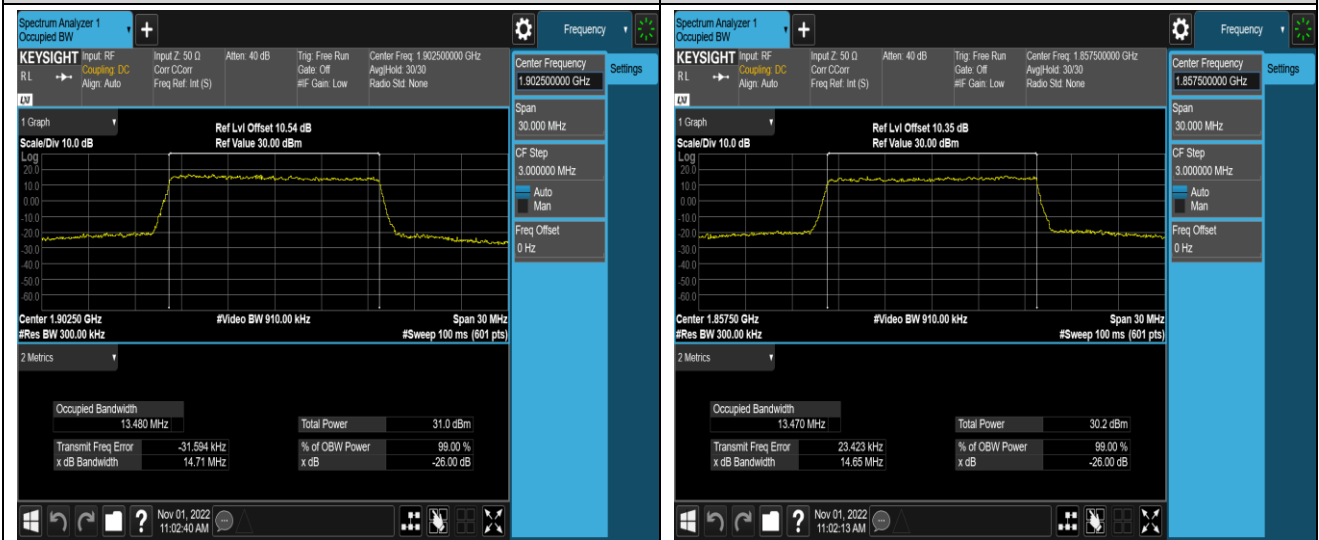 Spectrum Analyzer 1
Occupied BW
+
Frequency
KEYSIGHT Input: RF Input Z: 50 Ω Atten: 40 dB Trig: Free Run Center Freq: 1.902500000 GHz
RL Coupling: DC Corr CCorr Gate: Off Avg|Hold: 30/30
Align: Auto Freq Ref: Int (S) #IF Gain: Low Radio Std: None
LXI
Center Frequency
1.902500000 GHz
Settings
Span
30.000 MHz
CF Step
3.000000 MHz
Auto
Man
Freq Offset
0 Hz
1 Graph
Ref Lvl Offset 10.54 dB
Scale/Div 10.0 dB Ref Value 30.00 dBm
Log
20.0
10.0
0.00
-10.0
-20.0
-30.0
-40.0
-50.0
-60.0
Center 1.90250 GHz #Video BW 910.00 kHz Span 30 MHz
#Res BW 300.00 kHz #Sweep 100 ms (601 pts)
2 Metrics
Occupied Bandwidth
13.480 MHz Total Power 31.0 dBm
Transmit Freq Error -31.594 kHz % of OBW Power 99.00 %
x dB Bandwidth 14.71 MHz x dB -26.00 dB
? Nov 01, 2022
11:02:40 AM
Spectrum Analyzer 1
Occupied BW
+
Frequency
KEYSIGHT Input: RF Input Z: 50 Ω Atten: 40 dB Trig: Free Run Center Freq: 1.857500000 GHz
RL Coupling: DC Corr CCorr Gate: Off Avg|Hold: 30/30
Align: Auto Freq Ref: Int (S) #IF Gain: Low Radio Std: None
LXI
Center Frequency
1.857500000 GHz
Settings
Span
30.000 MHz
CF Step
3.000000 MHz
Auto
Man
Freq Offset
0 Hz
1 Graph
Ref Lvl Offset 10.35 dB
Scale/Div 10.0 dB Ref Value 30.00 dBm
Log
20.0
10.0
0.00
-10.0
-20.0
-30.0
-40.0
-50.0
-60.0
Center 1.85750 GHz #Video BW 910.00 kHz Span 30 MHz
#Res BW 300.00 kHz #Sweep 100 ms (601 pts)
2 Metrics
Occupied Bandwidth
13.470 MHz Total Power 30.2 dBm
Transmit Freq Error 23.423 kHz % of OBW Power 99.00 %
x dB Bandwidth 14.65 MHz x dB -26.00 dB
? Nov 01, 2022
11:02:13 AM